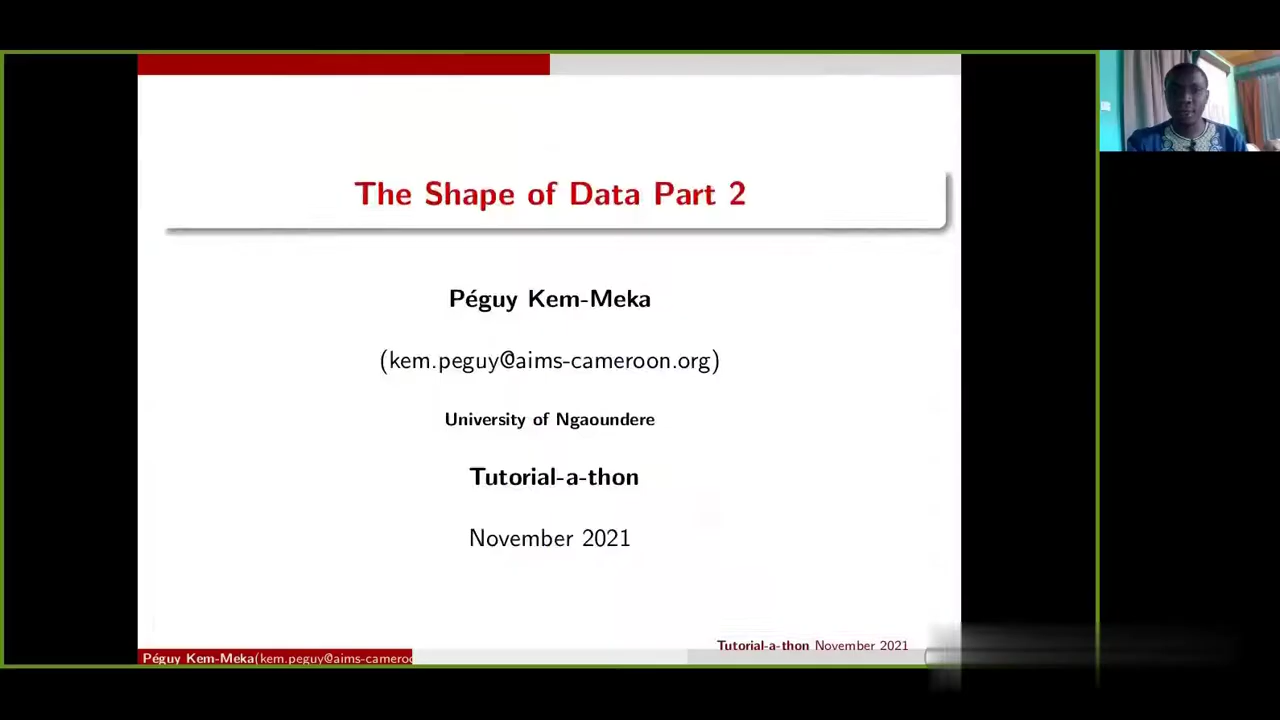 The Shape of Data Part 2
Péguy Kem-Meka
(kem.peguy@aims-cameroon.org)
University of Ngaoundere
Tutorial-a-thon
November 2021
Tutorial-a-thon November 2021
Péguy Kem-Meka(kem.peguy@aims-cameroo